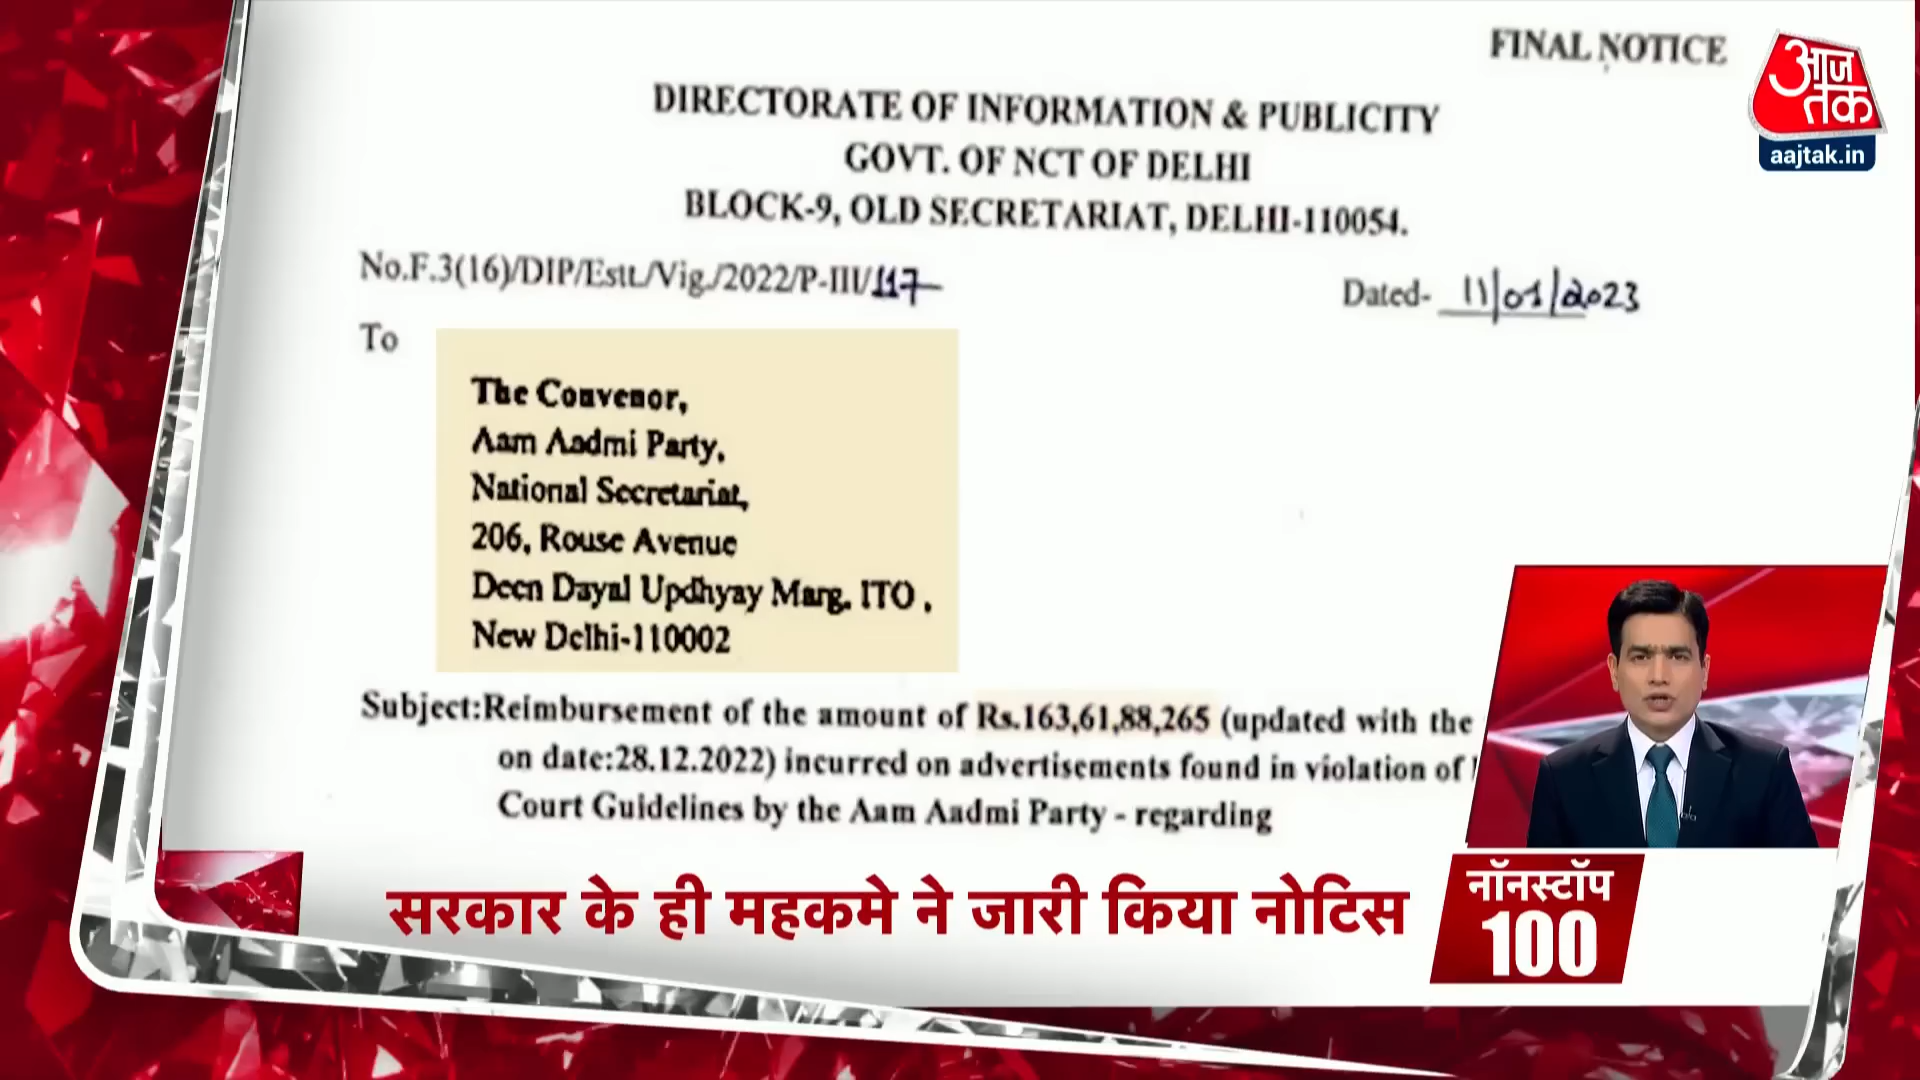 FINAL NOTICE
आज
तक
aajtak.in
DIRECTORATE OF INFORMATION & PUBLICITY
GOVT. OF NCT OF DELHI
BLOCK-9, OLD SECRETARIAT, DELHI-110054.
No.F.3(16)/DIP/Estt./Vig./2022/P-III/117
Dated- 11/01/2023
To
The Convenor,
Aam Aadmi Party,
National Secretariat,
206, Rouse Avenue
Deen Dayal Updhyay Marg, ITO ,
New Delhi-110002
Subject:Reimbursement of the amount of Rs.163,61,88,265 (updated with the
on date:28.12.2022) incurred on advertisements found in violation of
Court Guidelines by the Aam Aadmi Party - regarding
सरकार के ही महकमे ने जारी किया नोटिस
नॉनस्टॉप
100